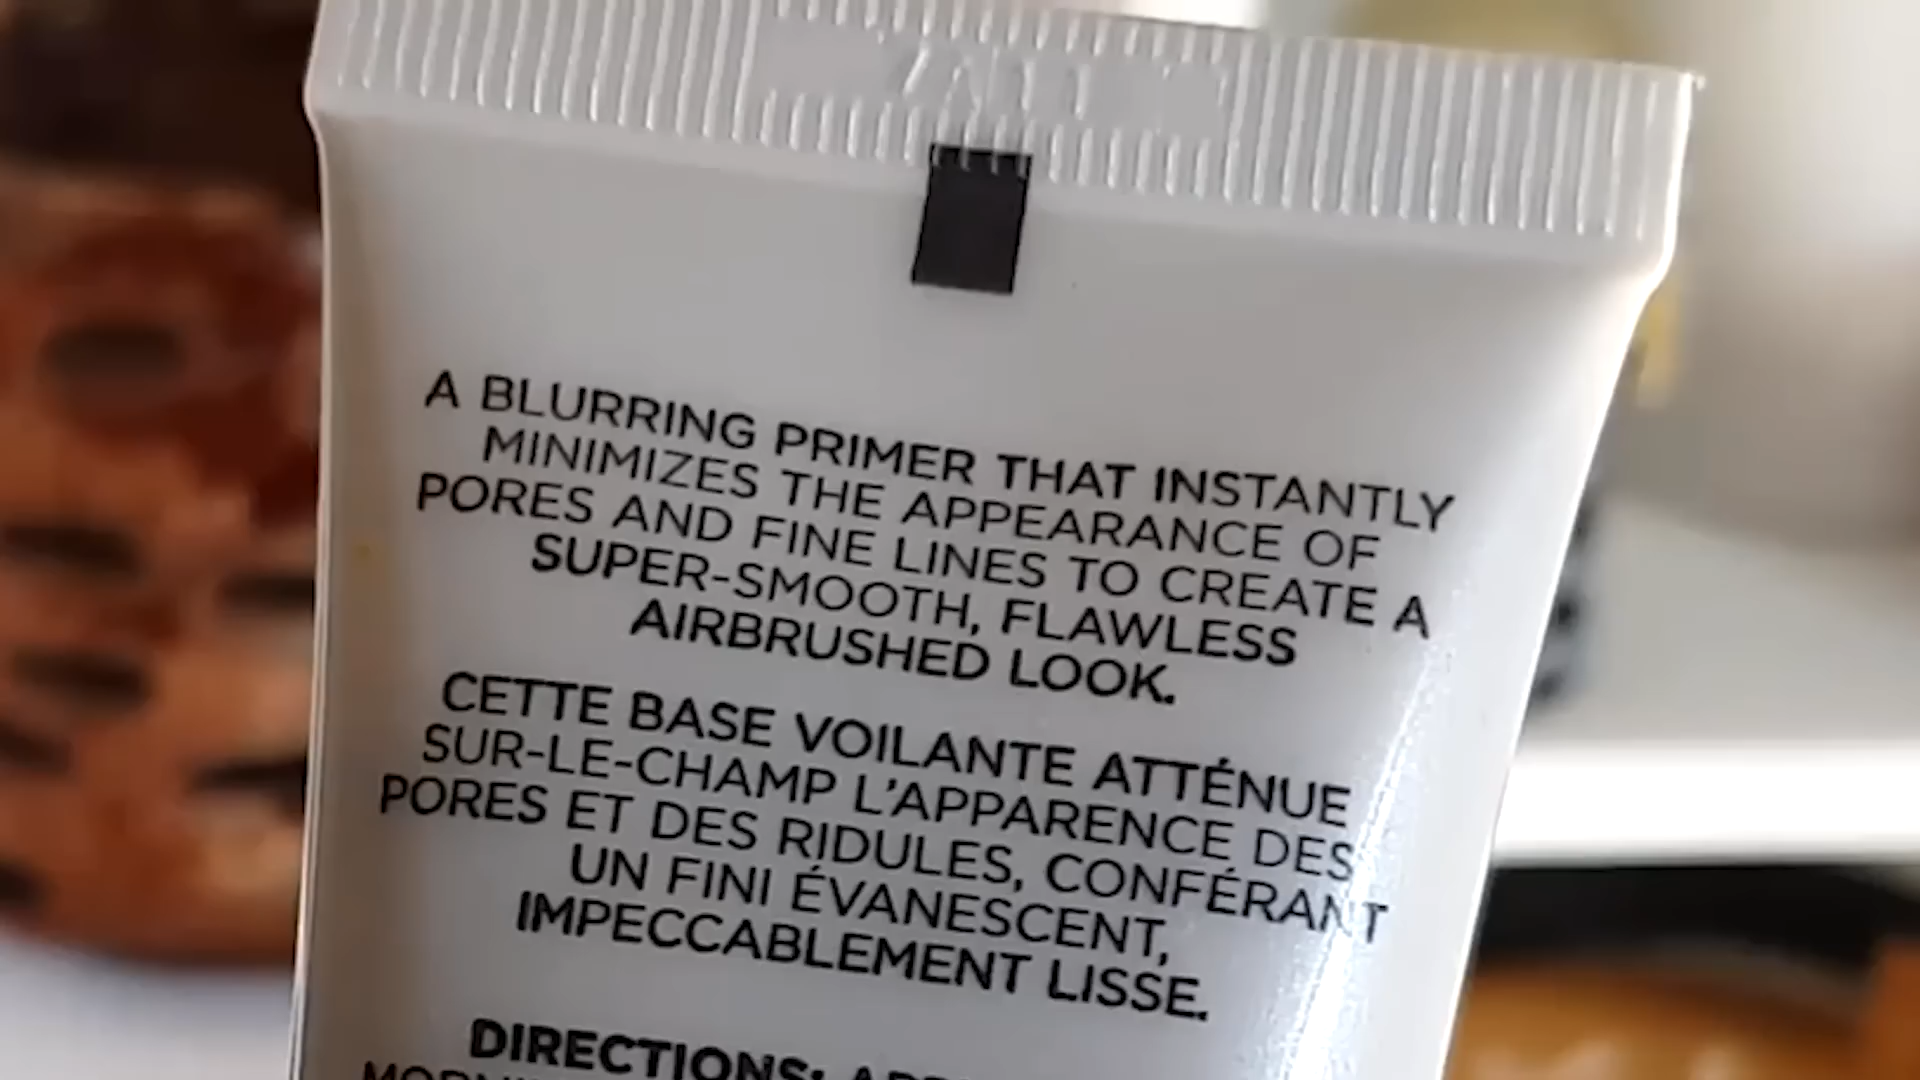 A BLURRING PRIMER THAT INSTANTLY
MINIMIZES THE APPEARANCE OF
PORES AND FINE LINES TO CREATE A
SUPER-SMOOTH, FLAWLESS
AIRBRUSHED LOOK.
CETTE BASE VOILANTE ATTÉNUE
SUR-LE-CHAMP L'APPARENCE DES
PORES ET DES RIDULES, CONFÉRANT
UN FINI ÉVANESCENT,
IMPECCABLEMENT LISSE.
DIRECTIONS: